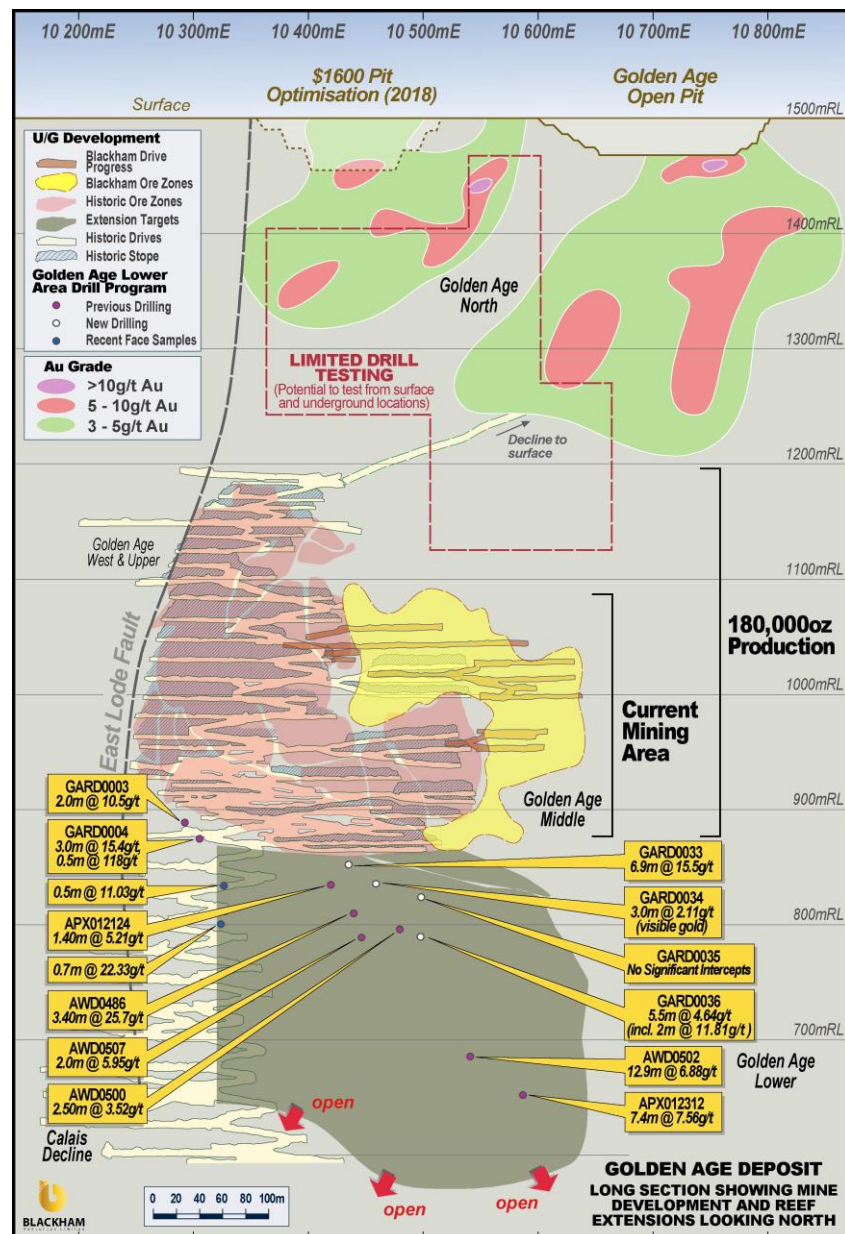 10 200mE 10 300mE 10 400mE 10 500mE 10 600mE 10 700mE 10 800mE
$1600 Pit
Optimisation (2018)
Golden Age
Open Pit
Surface
1500mRL
U/G Development
Blackham Drive
Progress
Blackham Ore Zones
Historic Ore Zones
Extension Targets
Historic Drives
Historic Stope
Golden Age Lower
Area Drill Program
Previous Drilling
New Drilling
Recent Face Samples
Au Grade
>10g/t Au
5 - 10g/t Au
3 - 5g/t Au
1400mRL
Golden Age
North
1300mRL
LIMITED DRILL
TESTING
(Potential to test from surface
and underground locations)
Decline to
surface
1200mRL
Golden Age
West & Upper
1100mRL
180,000oz
Production
East Lode Fault
1000mRL
Current
Mining
Area
Golden Age
Middle
900mRL
GARD0003
2.0m @ 10.5g/t
GARD0004
3.0m @ 15.4g/t,
0.5m @ 118g/t
0.5m @ 11.03g/t
APX012124
1.40m @ 5.21g/t
0.7m @ 22.33g/t
AWD0486
3.40m @ 25.7g/t
AWD0507
2.0m @ 5.95g/t
AWD0500
2.50m @ 3.52g/t
GARD0033
6.9m @ 15.5g/t
GARD0034
3.0m @ 2.11g/t
(visible gold)
800mRL
GARD0035
No Significant Intercepts
GARD0036
5.5m @ 4.64g/t
(incl. 2m @ 11.81g/t )
700mRL
AWD0502
12.9m @ 6.88g/t
Golden Age
Lower
APX012312
7.4m @ 7.56g/t
open
Calais
Decline
open
open
BLACKHAM
0 20 40 60 80 100m
GOLDEN AGE DEPOSIT
LONG SECTION SHOWING MINE
DEVELOPMENT AND REEF
EXTENSIONS LOOKING NORTH